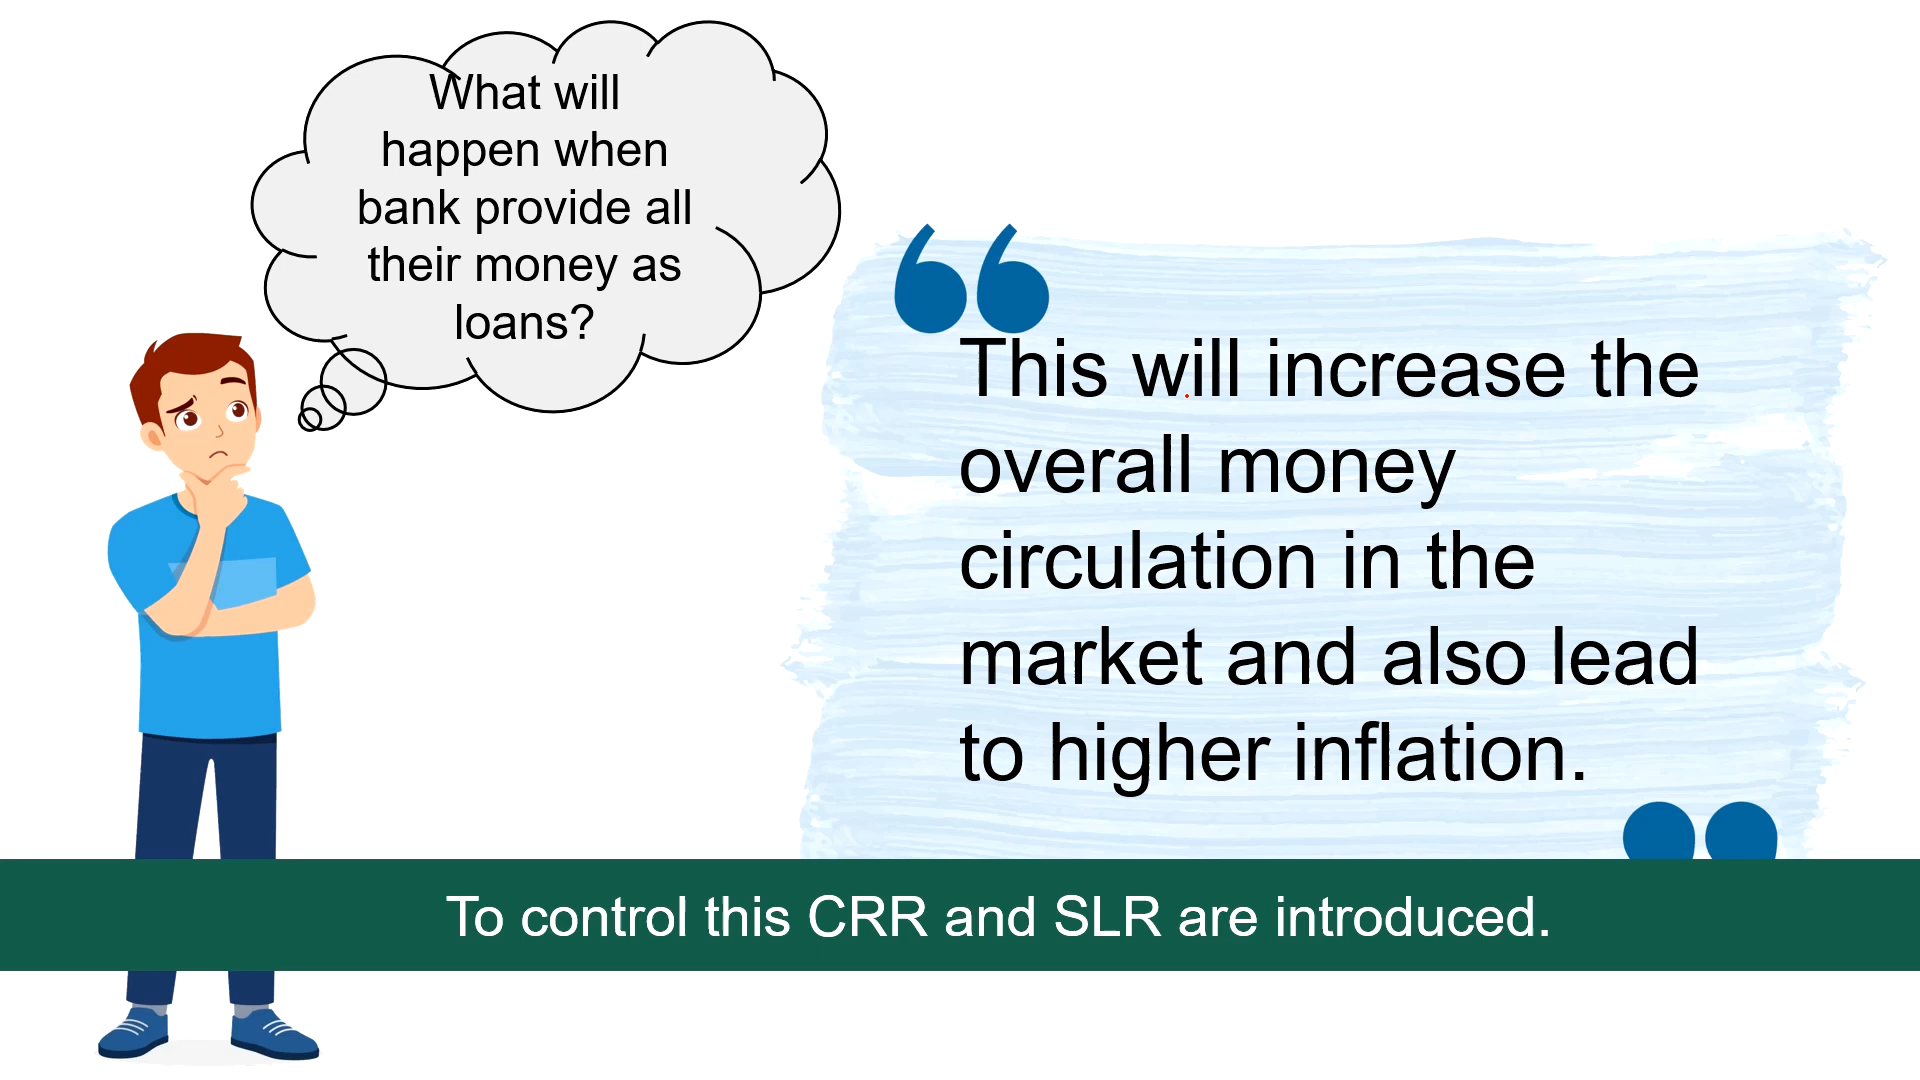 What will
happen when
bank provide all
their money as
loans?
This will increase the
overall money
circulation in the
market and also lead
to higher inflation.
To control this CRR and SLR are introduced.